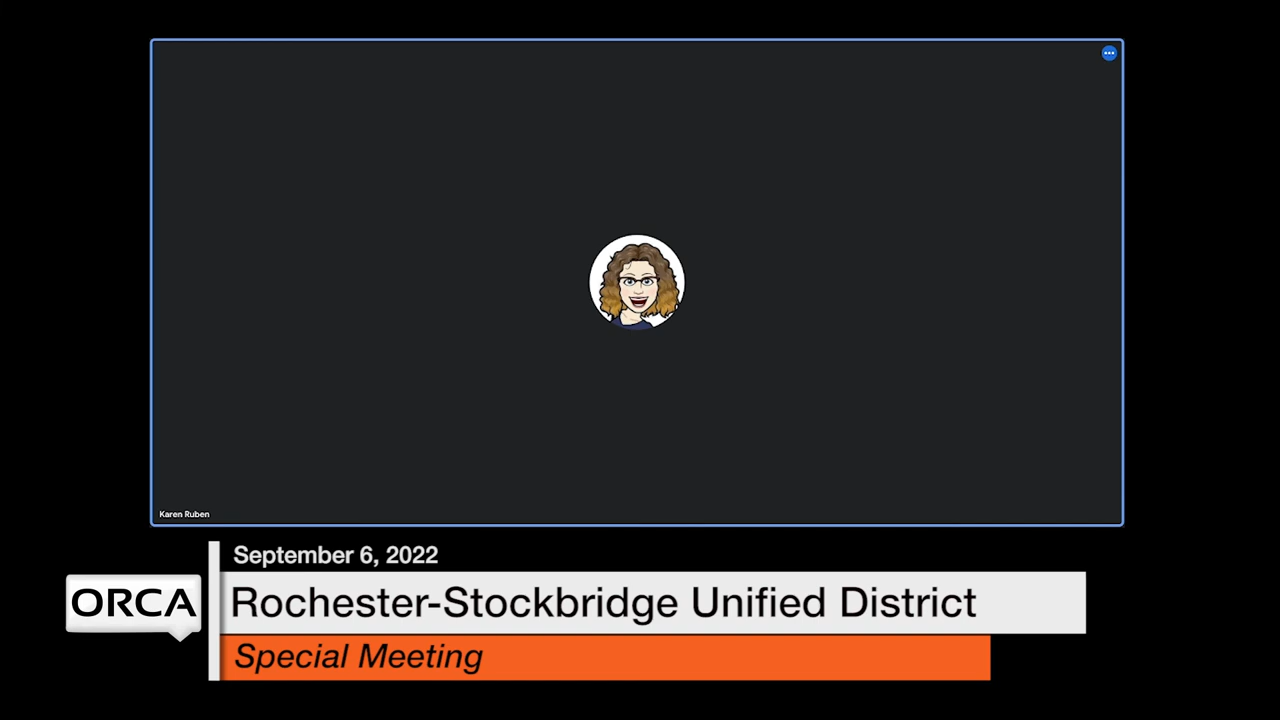 Karen Ruben
September 6, 2022
ORCA
Rochester-Stockbridge Unified District
Special Meeting